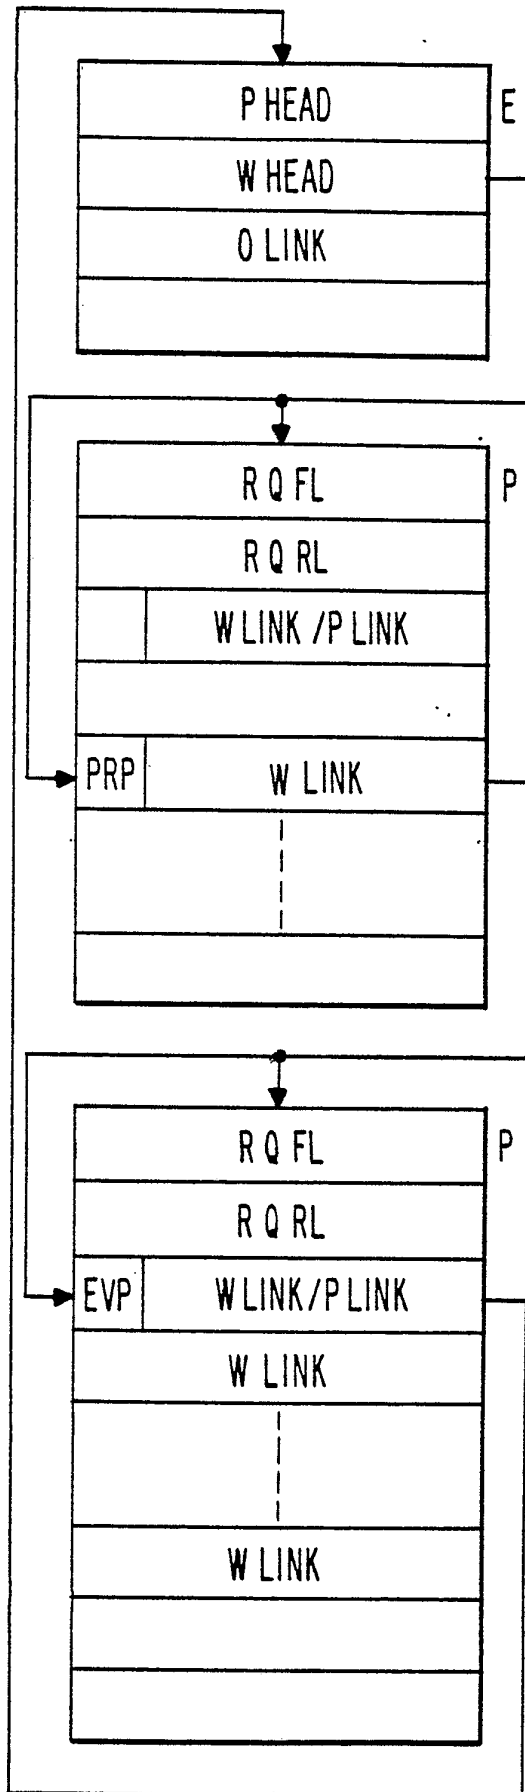 P HEAD E
W HEAD
O LINK
R Q FL P
R Q RL
W LINK / P LINK
PRP W LINK
R Q FL P
R Q RL
EVP W LINK/P LINK
W LINK
W LINK